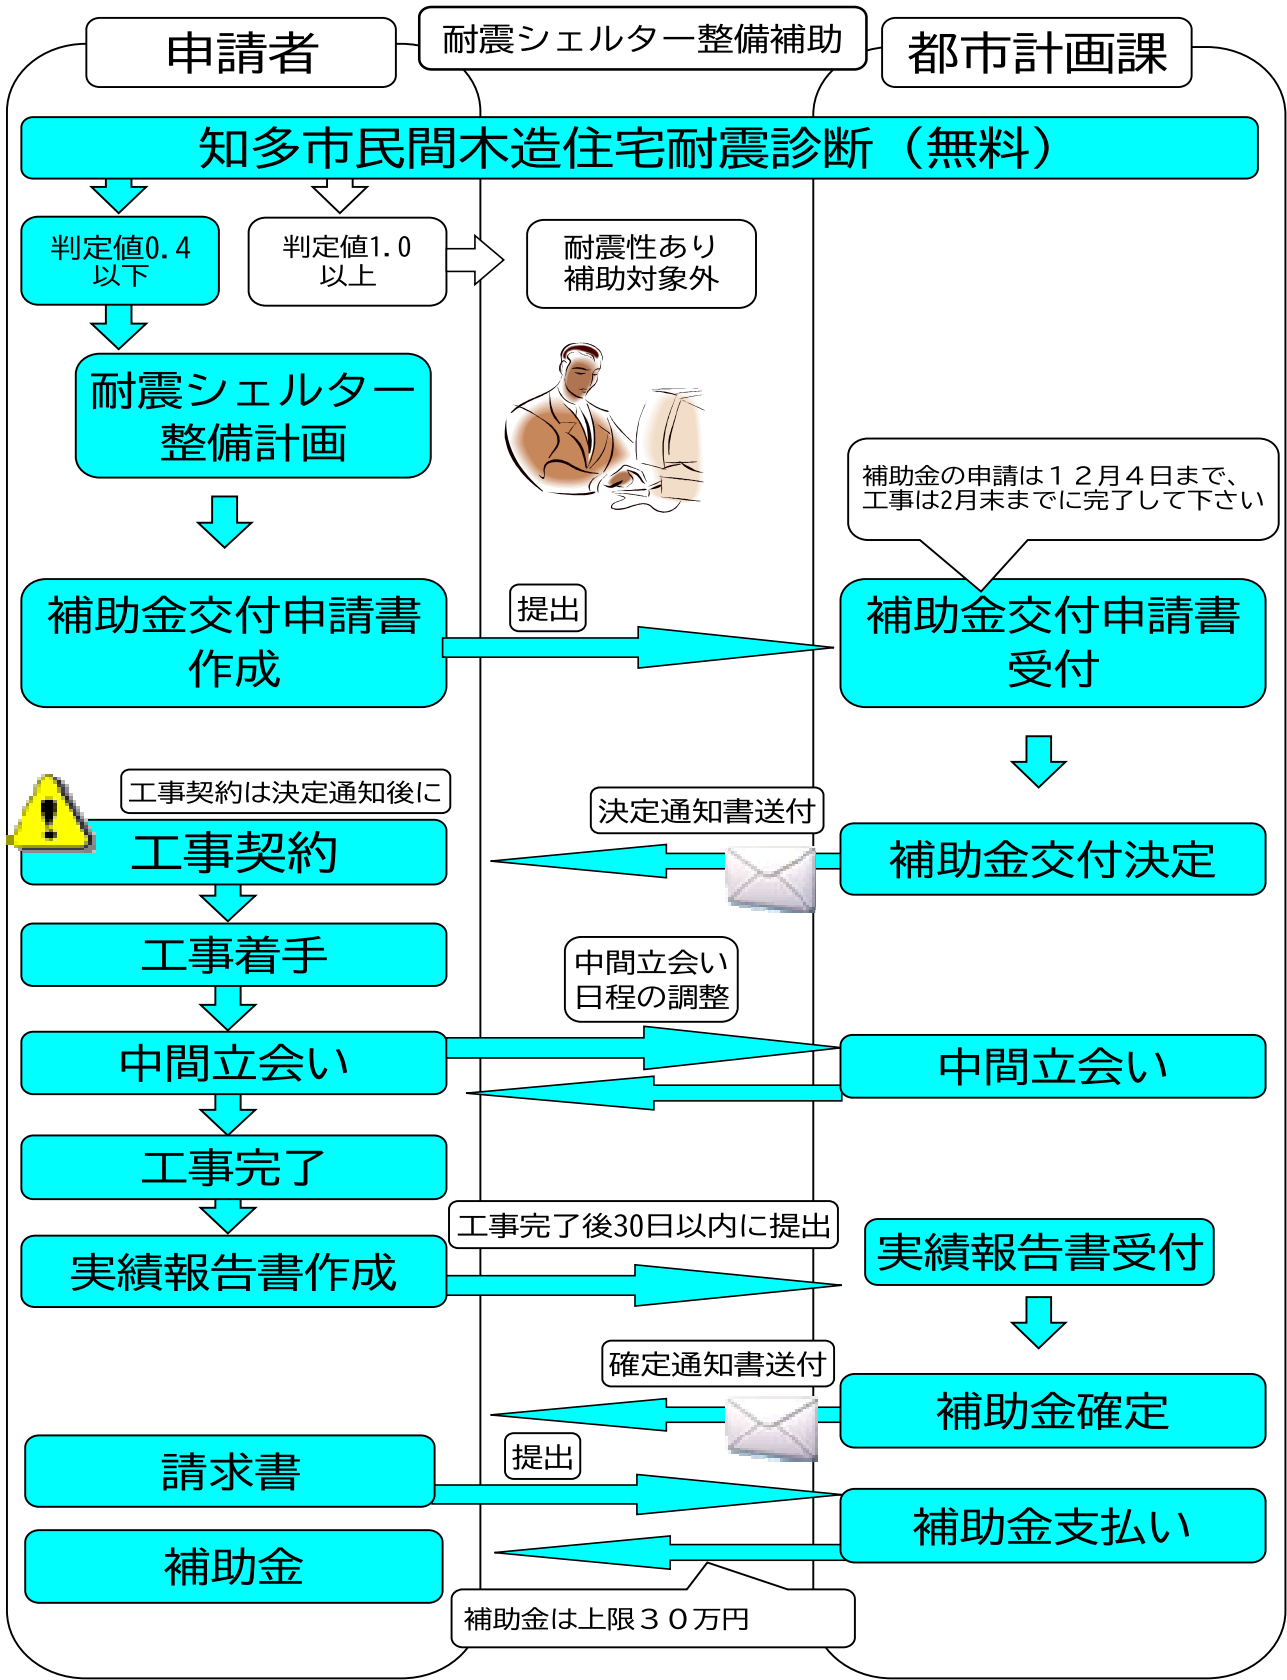 耐震シェルター整備補助
申請者
都市計画課
知多市民間木造住宅耐震診断（無料）
判定値0.4
以下
判定値1.0
以上
耐震性あり
補助対象外
耐震シェルター
整備計画
補助金の申請は１２月４日まで、
工事は2月末までに完了して下さい
補助金交付申請書
作成
提出
補助金交付申請書
受付
工事契約は決定通知後に
決定通知書送付
工事契約
補助金交付決定
工事着手
中間立会い
日程の調整
中間立会い
中間立会い
工事完了
工事完了後30日以内に提出
実績報告書作成
実績報告書受付
確定通知書送付
補助金確定
請求書
提出
補助金支払い
補助金
補助金は上限３０万円